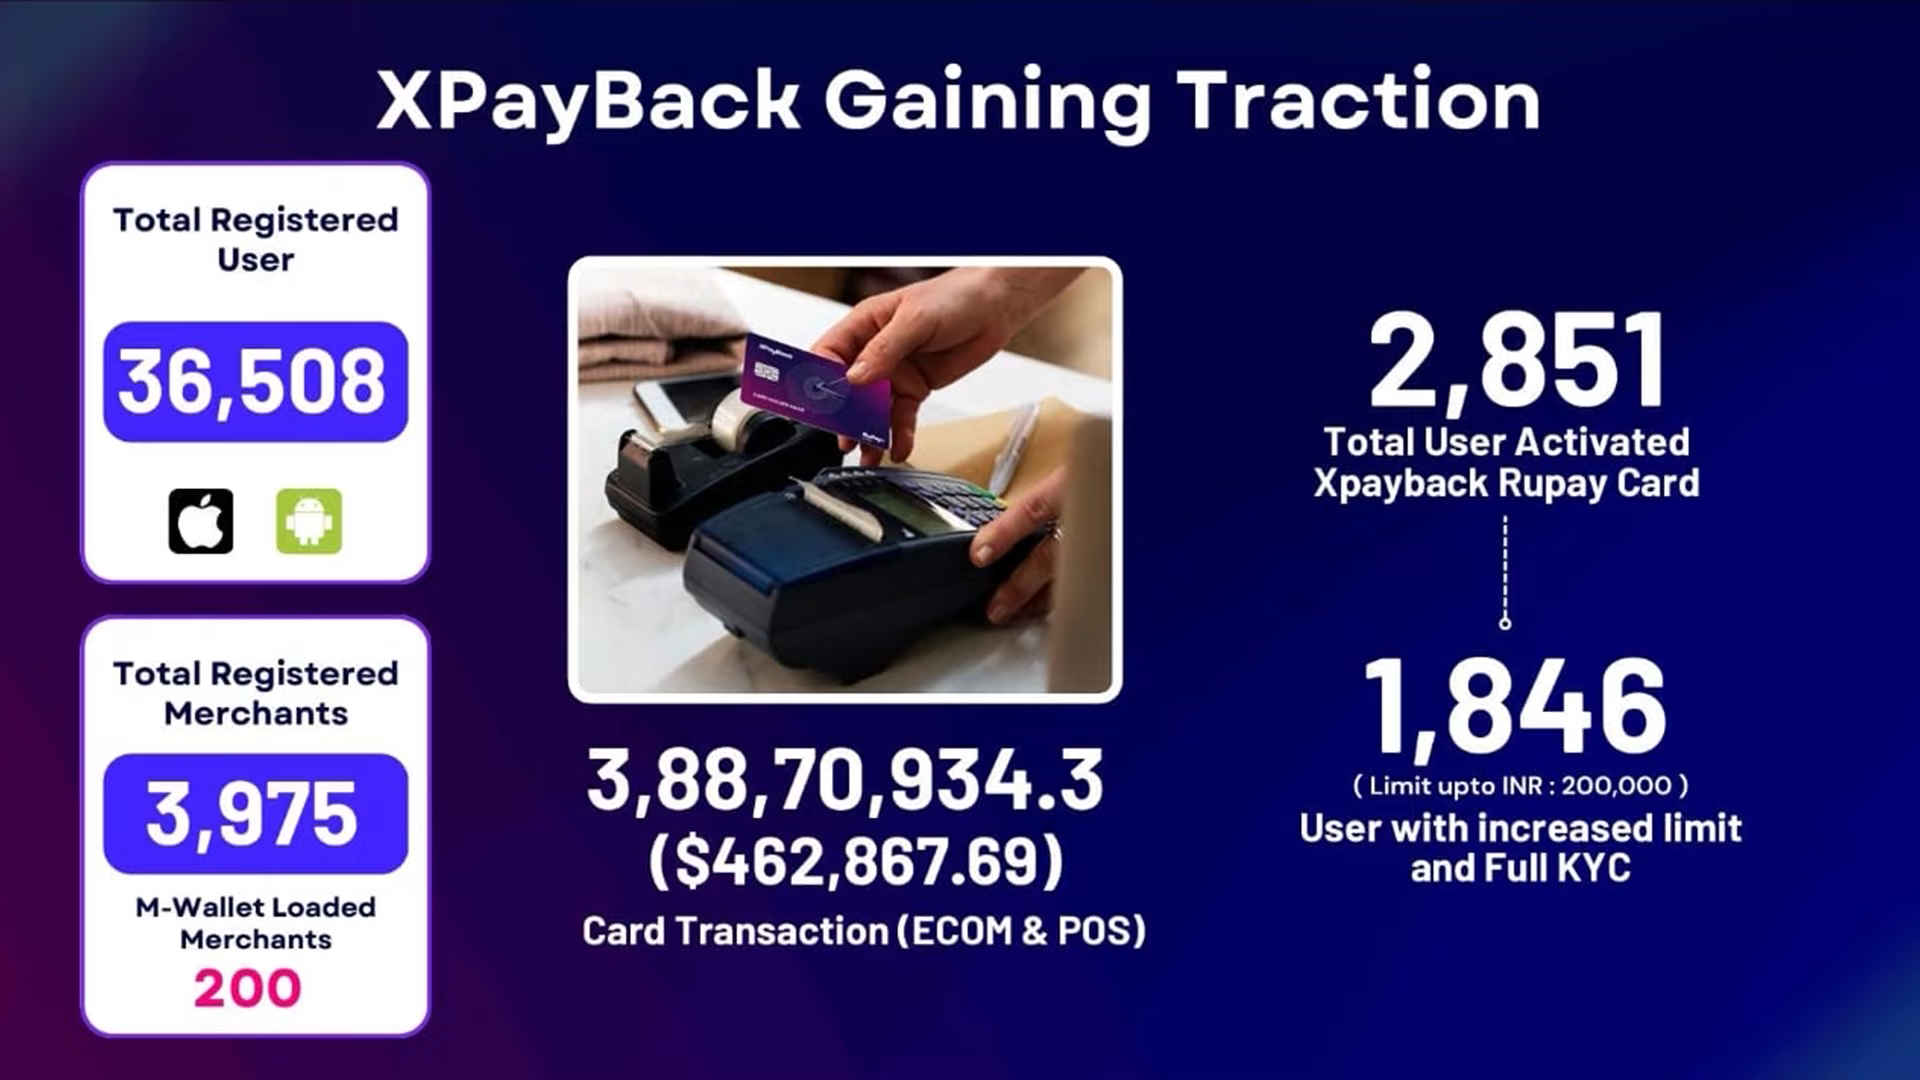 XPayBack Gaining Traction
Total Registered
User
36,508
Total Registered
Merchants
3,975
M-Wallet Loaded
Merchants
200
XPayBack
3,88,70,934.3
($462,867.69)
Card Transaction (ECOM & POS)
2,851
Total User Activated
Xpayback Rupay Card
1,846
( Limit upto INR : 200,000 )
User with increased limit
and Full KYC